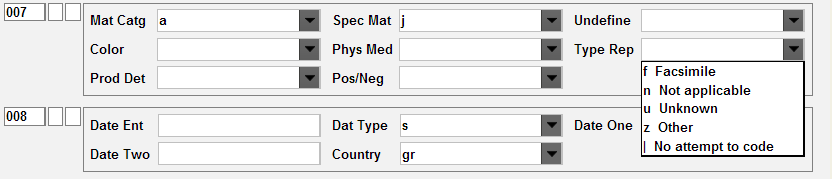 007 Mat Catg a Spec Mat j Undefine
Color Phys Med Type Rep
f Facsimile
Prod Det Pos/Neg
n Not applicable
u Unknown
008 Date Ent Dat Type s Date One
z Other
| No attempt to code
Date Two Country gr